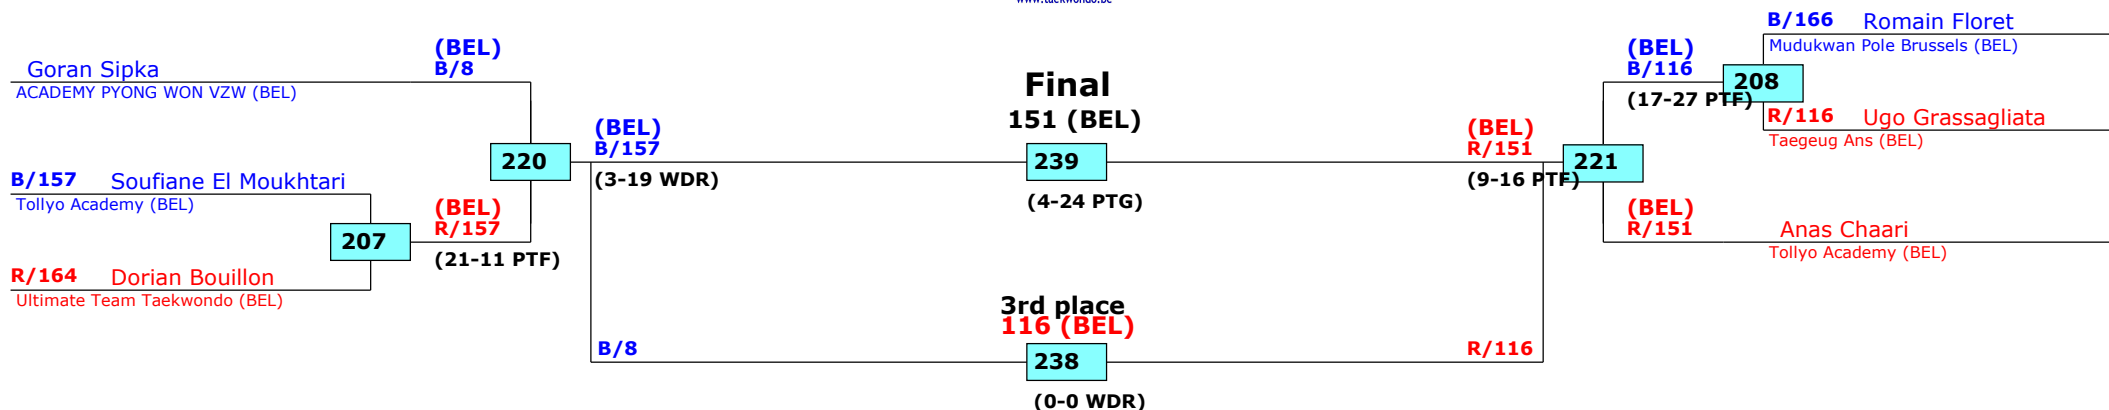 www.taekwondo.be
Goran Sipka
ACADEMY PYONG WON VZW (BEL)
(BEL)
B/8
B/157 Soufiane El Moukhtari
Tollyo Academy (BEL)
207
R/164 Dorian Bouillon
Ultimate Team Taekwondo (BEL)
(BEL)
R/157
(21-11 PTF)
220
(BEL)
B/157
(3-19 WDR)
B/8
Final
151 (BEL)
239
(4-24 PTG)
3rd place
116 (BEL)
238
(0-0 WDR)
(BEL)
R/151
(9-16 PTF)
R/116
221
(BEL)
B/116
(17-27 PTF)
208
B/166 Romain Floret
Mudukwan Pole Brussels (BEL)
R/116 Ugo Grassagliata
Taegeug Ans (BEL)
(BEL)
R/151
Anas Chaari
Tollyo Academy (BEL)